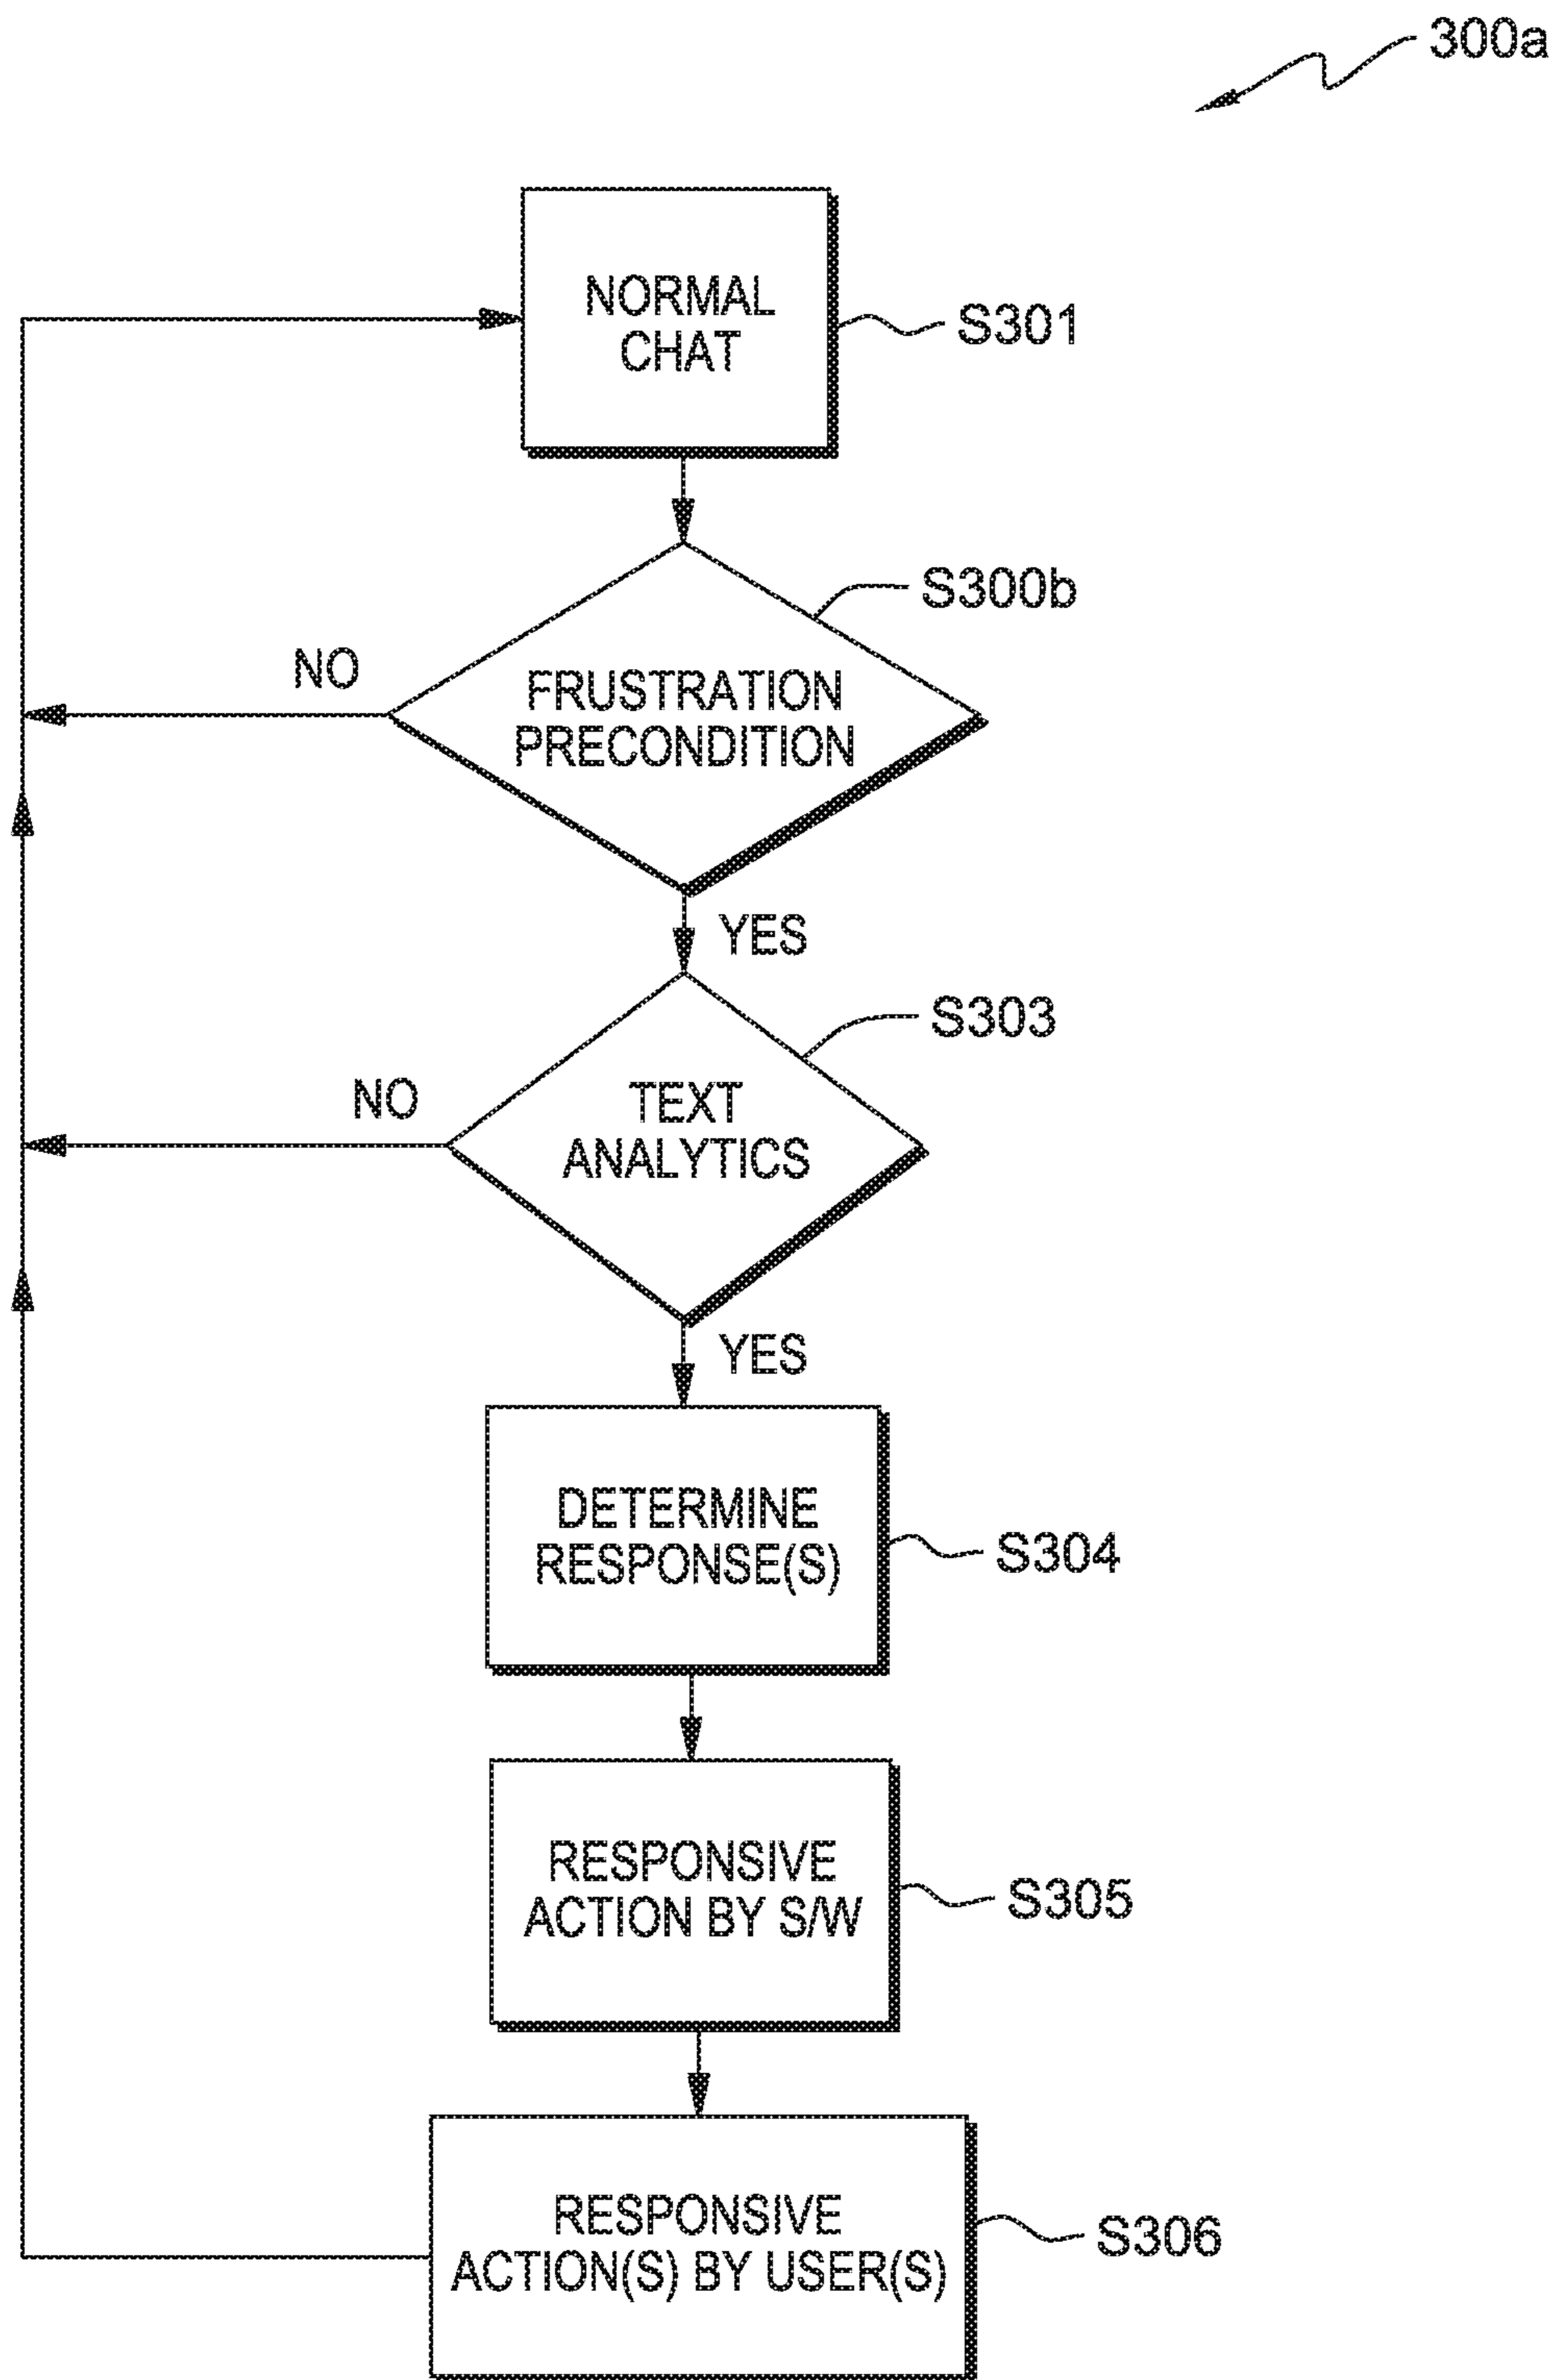 300a
NORMAL
CHAT
S301
S300b
NO
FRUSTRATION
PRECONDITION
YES
S303
NO
TEXT
ANALYTICS
YES
DETERMINE
RESPONSE(S)
S304
RESPONSIVE
ACTION BY S/W
S305
RESPONSIVE
ACTION(S) BY USER(S)
S306